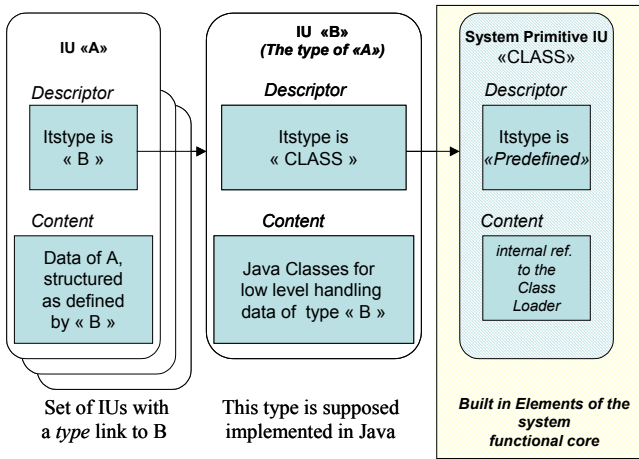 IU «A»
Descriptor
Itstype is
« B »
Content
Data of A,
structured
as defined
by « B »
Set of IUs with
a type link to B
IU «B»
(The type of «A»)
Descriptor
Itstype is
« CLASS »
Content
Java Classes for
low level handling
data of type « B »
This type is supposed
implemented in Java
System Primitive IU
«CLASS»
Descriptor
Itstype is
«Predefined»
Content
internal ref.
to the
Class
Loader
Built in Elements of the
system
functional core